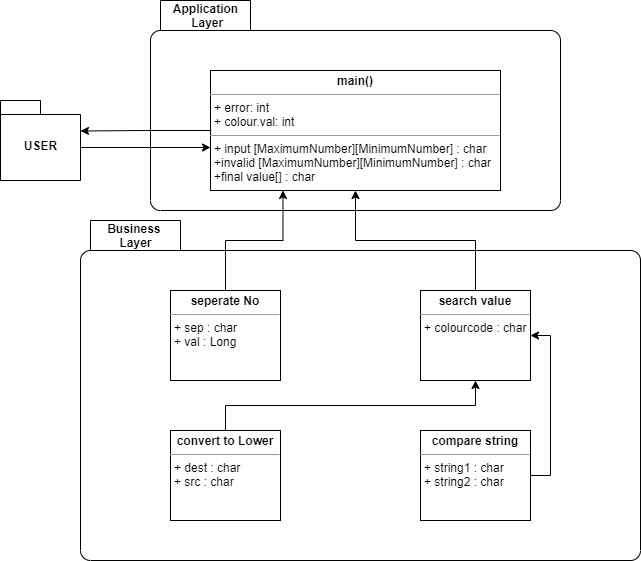 Application
Layer
main()
+ error: int
+ colour.val: int
+ input [MaximumNumber][MinimumNumber] : char
+invalid [MaximumNumber][MinimumNumber] : char
+final value[] : char
USER
Business
Layer
seperate No
+ sep : char
+ val : Long
search value
+ colourcode : char
convert to Lower
+ dest : char
+ src : char
compare string
+ string1 : char
+ string2 : char